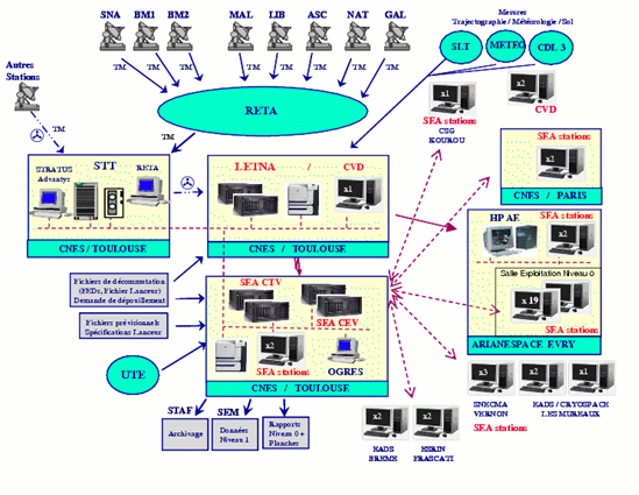 SNA BM1 BM2 MAL LIB ASC NAT GAL
Mesures
Trajectographie / Météorologie / Sol
SLT METEO CDL 3
Autres
Stations
TM TM TM TM TM TM TM TM
RETA
TM
TM
x1
SEA stations
CSG
KOUROU
x2
CVD
STT
STRATUS
RETA
CNES / TOULOUSE
LETNA / CVD
x1
CNES / TOULOUSE
SEA stations
x2
CNES / PARIS
HP AE
SEA stations
x2
Salle Exploitation Niveau 0
x 19
SEA stations
ARIANESPACE EVRY
Fichiers de décommutation
(FRDs, Fichier Lanceur)
Demande de dépouillement
Fichiers prévisionnels
Spécifications Lanceur
UTE
SEA CTV
SEA CEV
x2
SEA stations
OGRES
CNES / TOULOUSE
STAF
Archivage
SEM
Données
Niveau 1
Rapports
Niveau 0 +
Planches
x2
EADS
BREME
x2
ESRIN
FRASCATI
x3
SNECMA
VERNON
x2
x1
EADS / CRYOSPACE
LES MUREAUX
SEA stations